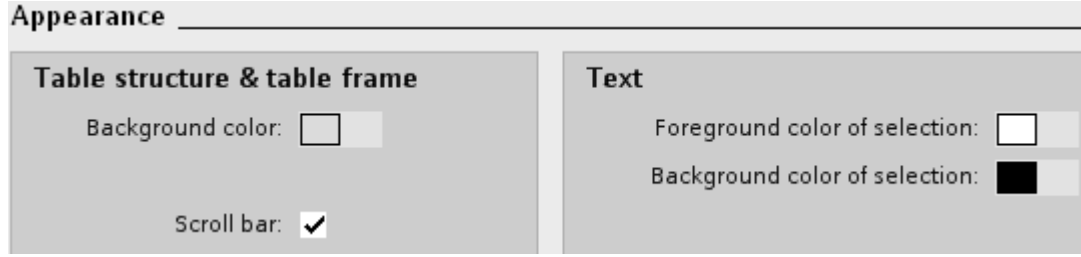 Appearance
Table structure & table frame
Background color:
Scroll bar:
Text
Foreground color of selection:
Background color of selection: